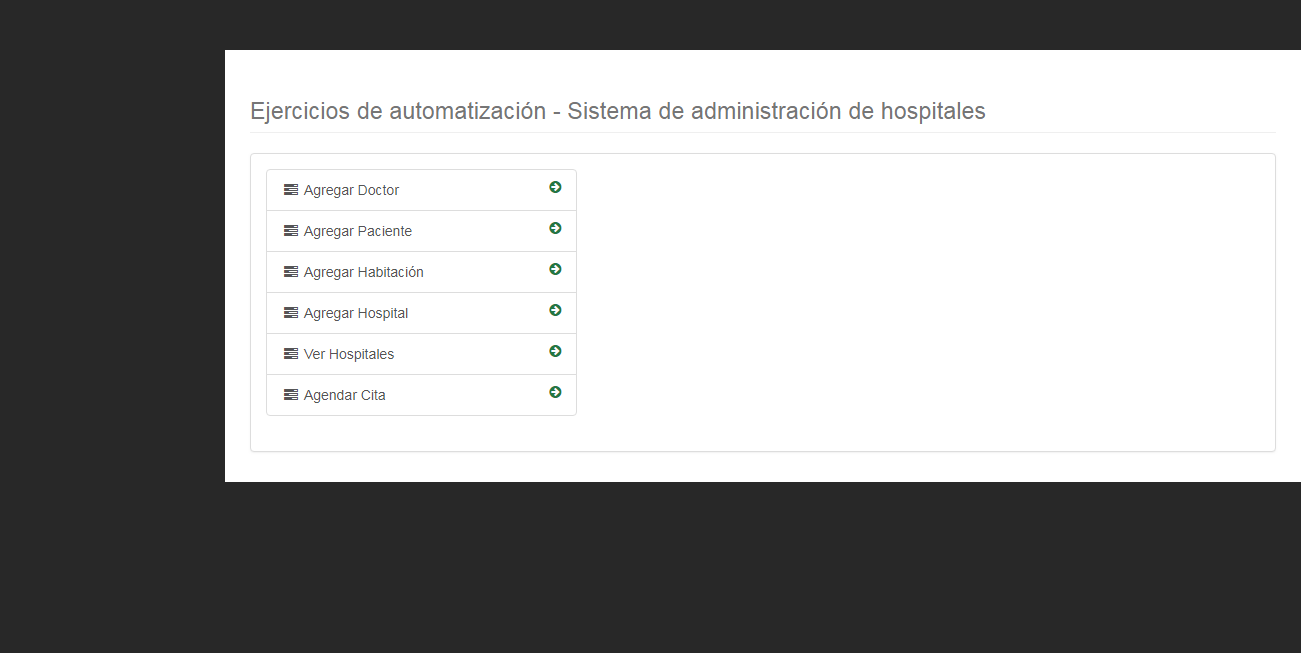 Ejercicios de automatización - Sistema de administración de hospitales
Agregar Doctor
Agregar Paciente
Agregar Habitación
Agregar Hospital
Ver Hospitales
Agendar Cita